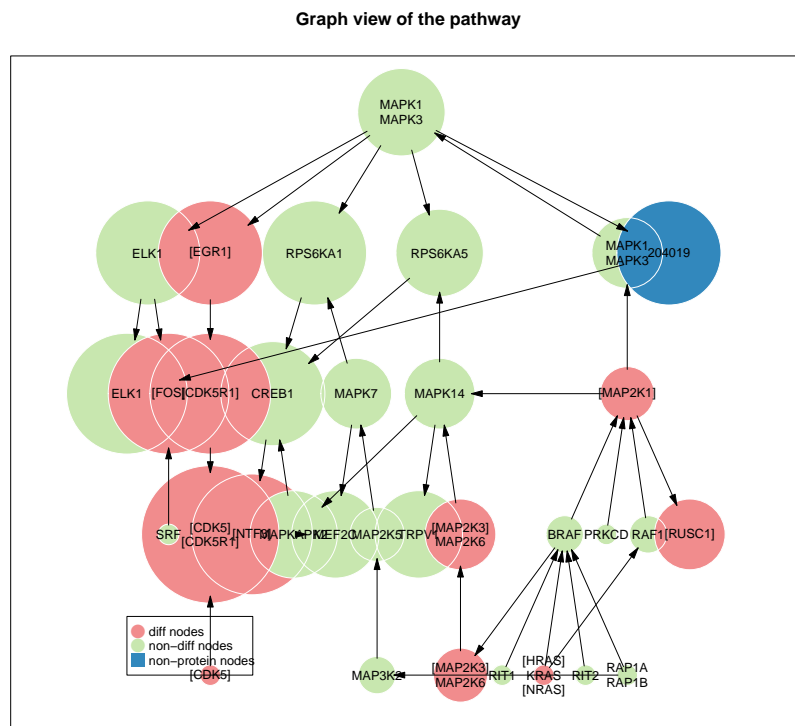 Graph view of the pathway
MAPK1
MAPK3
ELK1
[EGR1]
RPS6KA1
RPS6KA5
MAPK1
MAPK3
204019
ELK1
[FOS]
[CDK5R1]
CREB1
MAPK7
MAPK14
[MAP2K1]
SRF
[CDK5]
[CDK5R1]
MEF2C
MAP2K5
[MAP2K3]
MAP2K6
BRAF
PRKCD
RAF1
[RUSC1]
diff nodes
non−diff nodes
non−protein nodes
[CDK5]
MAP3K2
[MAP2K3]
MAP2K6
RIT1
[HRAS]
KRAS
[NRAS]
RIT2
RAP1A
RAP1B